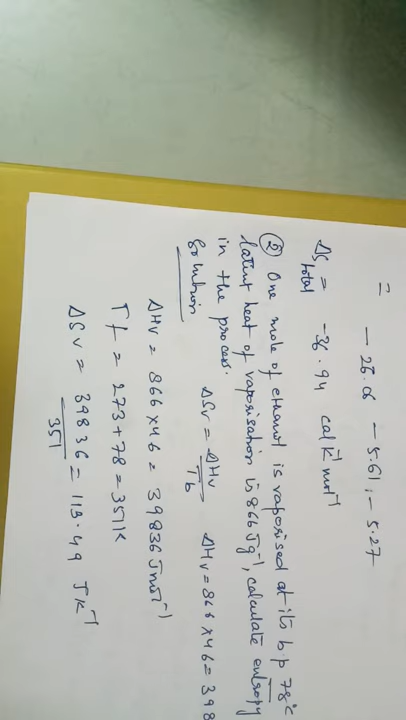 = - 26.06 - 5.61 - 5.27
ΔS total = -36.94 cal K⁻¹ mol⁻¹
② One mole of ethanol is vaporised at its b.p 78°C
latent heat of vaporisation is 866 Jg⁻¹, calculate entropy
in the process.
Solution ΔSv = ΔHv/Tb ΔHv = 866 x 46 = 398
ΔHv = 866 x 46 = 39836 J mol⁻¹
Tf = 273 + 78 = 351 K
ΔSv = 39836/351 = 113.49 JK⁻¹